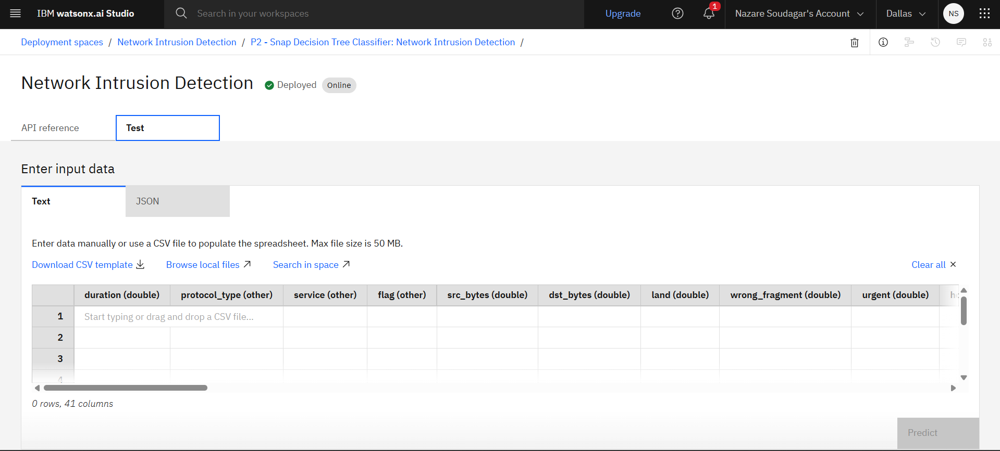 IBM watsonx.ai Studio
Search in your workspaces
Upgrade
1
Nazare Soudagar's Account
Dallas
NS
Deployment spaces / Network Intrusion Detection / P2 - Snap Decision Tree Classifier: Network Intrusion Detection /
Network Intrusion Detection
Deployed
Online
API reference
Test
Enter input data
Text
JSON
Enter data manually or use a CSV file to populate the spreadsheet. Max file size is 50 MB.
Download CSV template
Browse local files
Search in space
Clear all
duration (double) protocol_type (other) service (other) flag (other) src_bytes (double) dst_bytes (double) land (double) wrong_fragment (double) urgent (double)
1 Start typing or drag and drop a CSV file...
2
3
4
0 rows, 41 columns
Predict